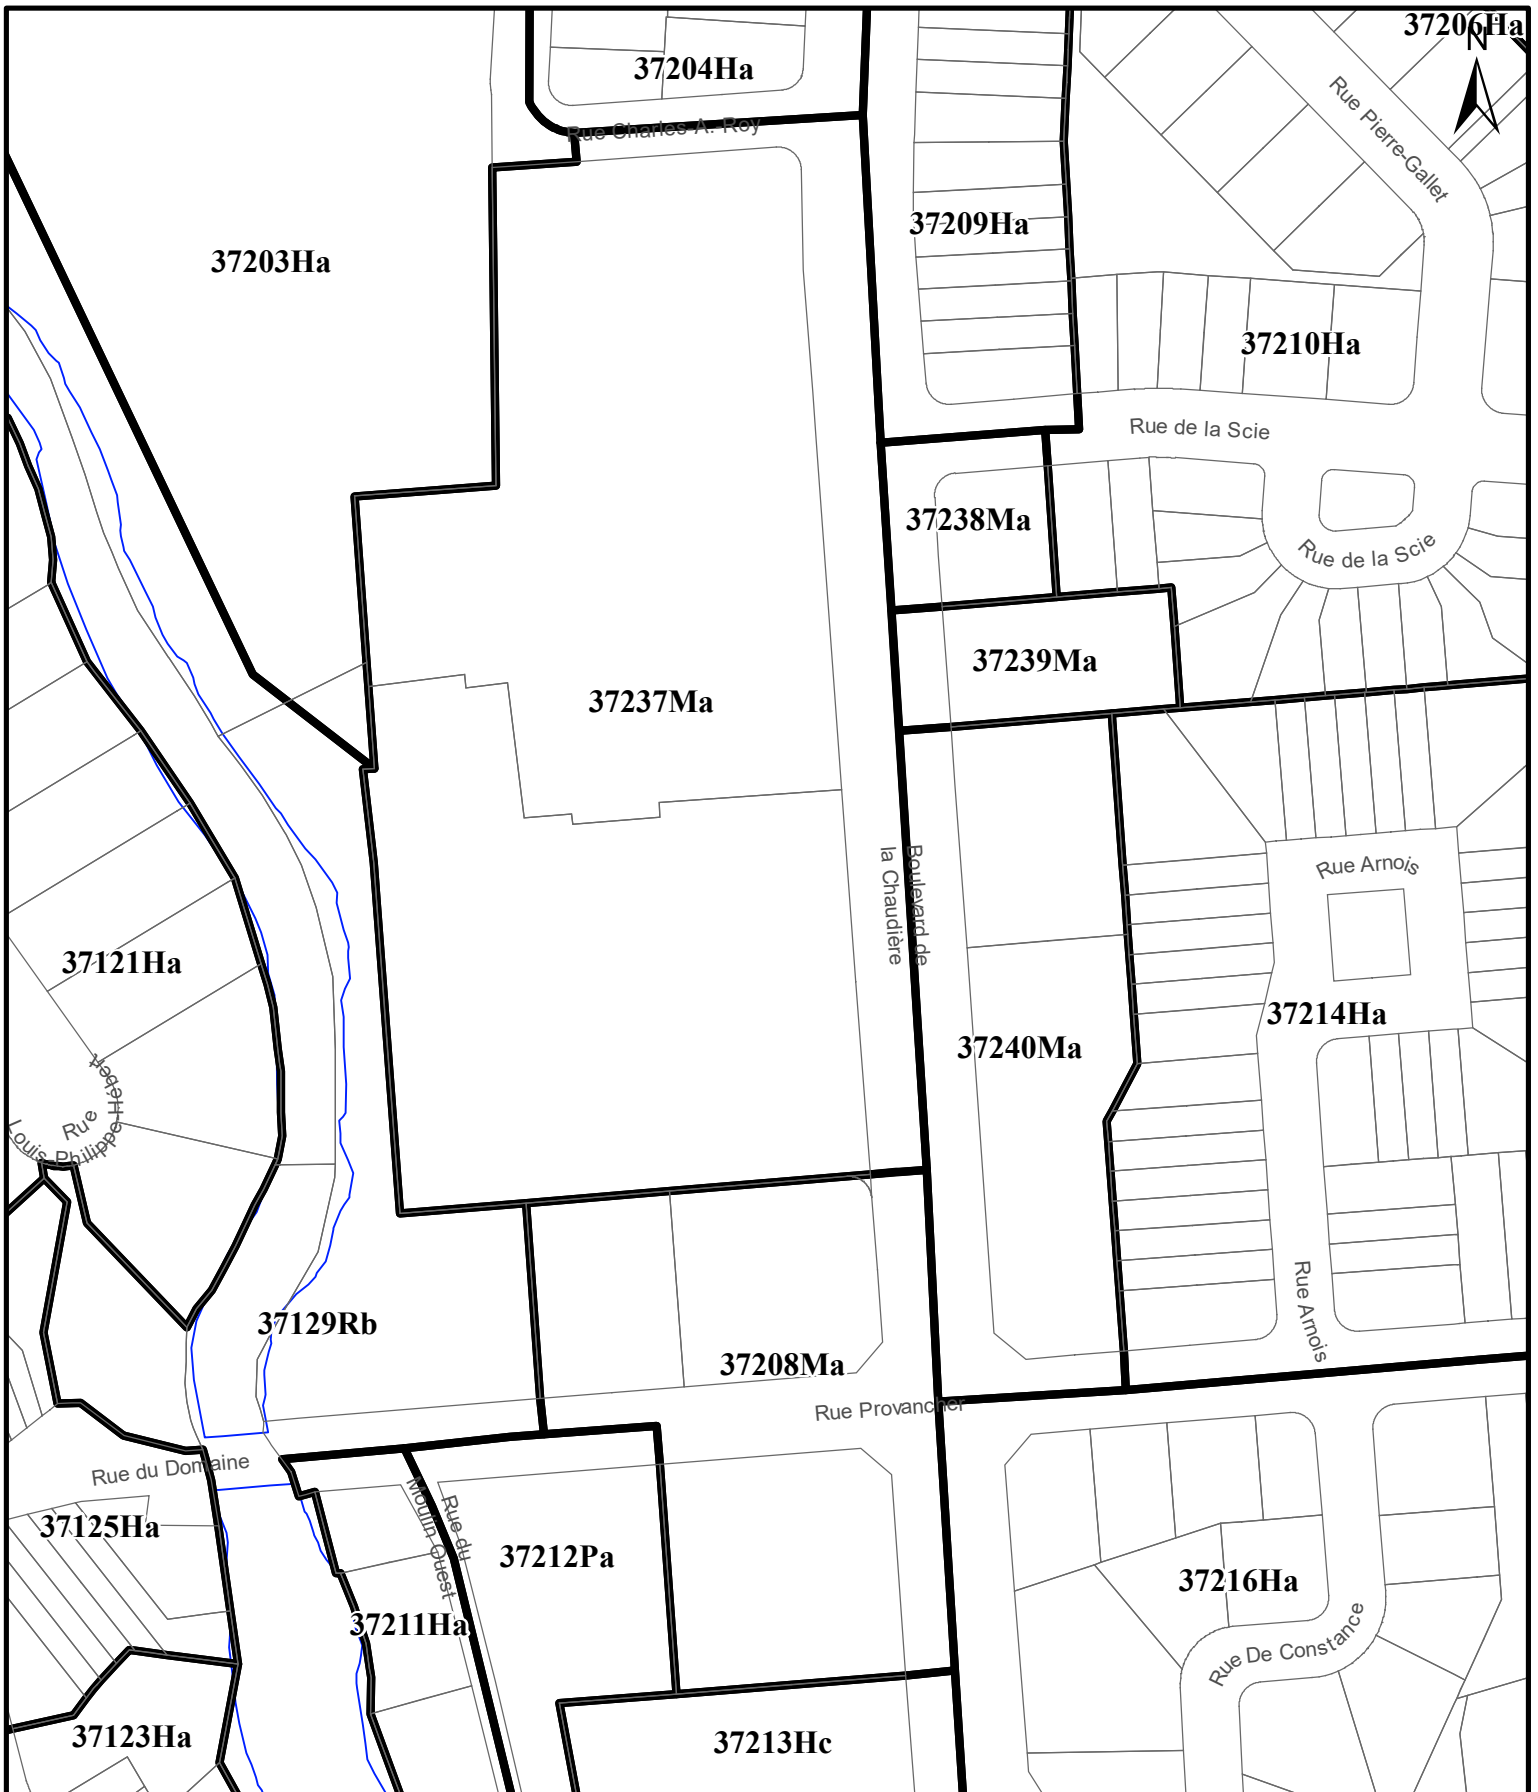 37206Ha
N
37204Ha
Rue Charles-A. Roy
Rue Pierre-Gallet
37209Ha
37203Ha
37210Ha
Rue de la Scie
37238Ma
Rue de la Scie
37239Ma
37237Ma
Boulevard de
la Chaudière
Rue Arnois
37121Ha
37214Ha
37240Ma
Rue
Louis-Philippe-Hébert
Rue Arnois
37129Rb
37208Ma
Rue Provancher
Rue du Domaine
37125Ha
Rue du
Moulin Ouest
37212Pa
37216Ha
37211Ha
Rue De Constance
37123Ha
37213Hc